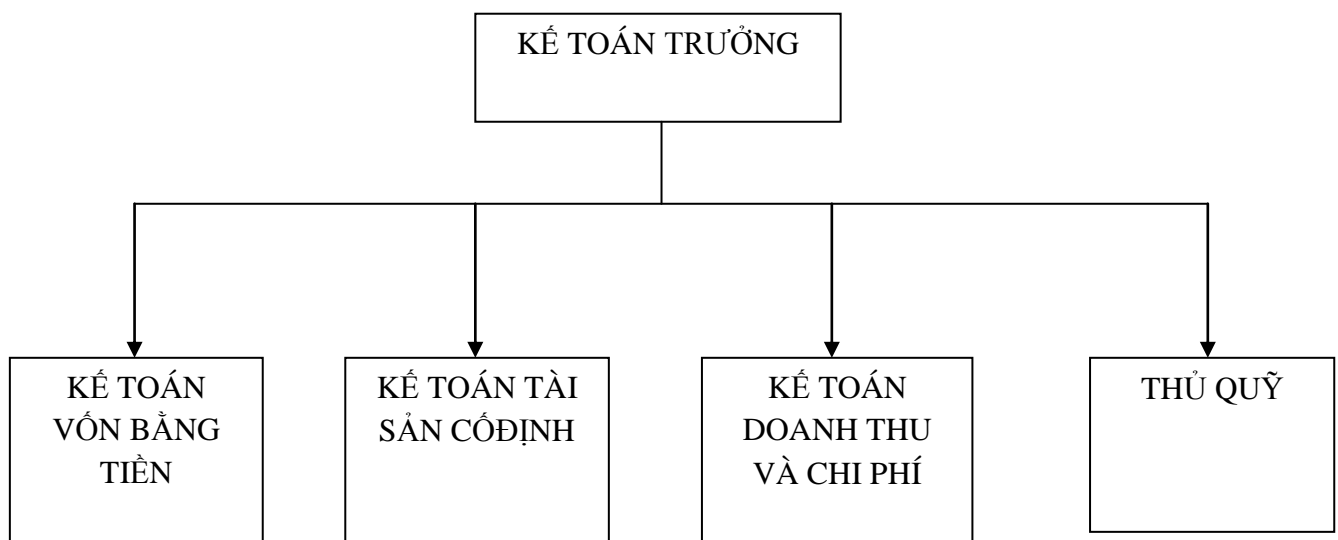 KẾ TOÁN TRƯỞNG
KẾ TOÁN
VỐN BẰNG
TIỀN
KẾ TOÁN TÀI
SẢN CỐĐỊNH
KẾ TOÁN
DOANH THU
VÀ CHI PHÍ
THỦ QUỸ